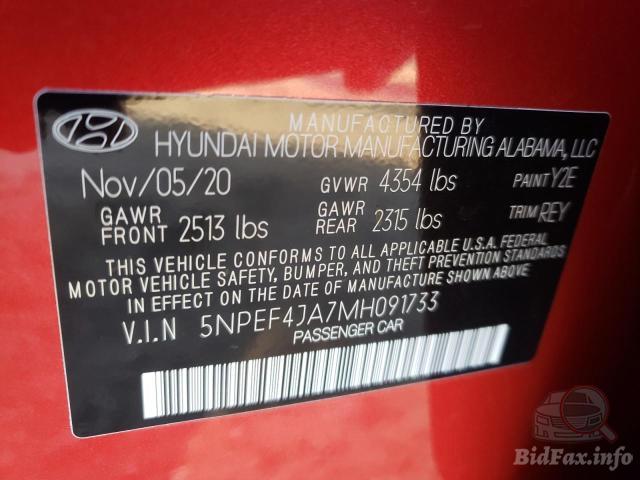 MANUFACTURED BY
HYUNDAI MOTOR MANUFACTURING ALABAMA, LLC
Nov/05/20 GVWR 4354 lbs PAINT Y2E
GAWR FRONT 2513 lbs GAWR REAR 2315 lbs TRIM REY
THIS VEHICLE CONFORMS TO ALL APPLICABLE U.S.A. FEDERAL
MOTOR VEHICLE SAFETY, BUMPER, AND THEFT PREVENTION STANDARDS
IN EFFECT ON THE DATE OF MANUFACTURE SHOWN ABOVE.
V.I.N 5NPEF4JA7MH091733
PASSENGER CAR
BidFax.info